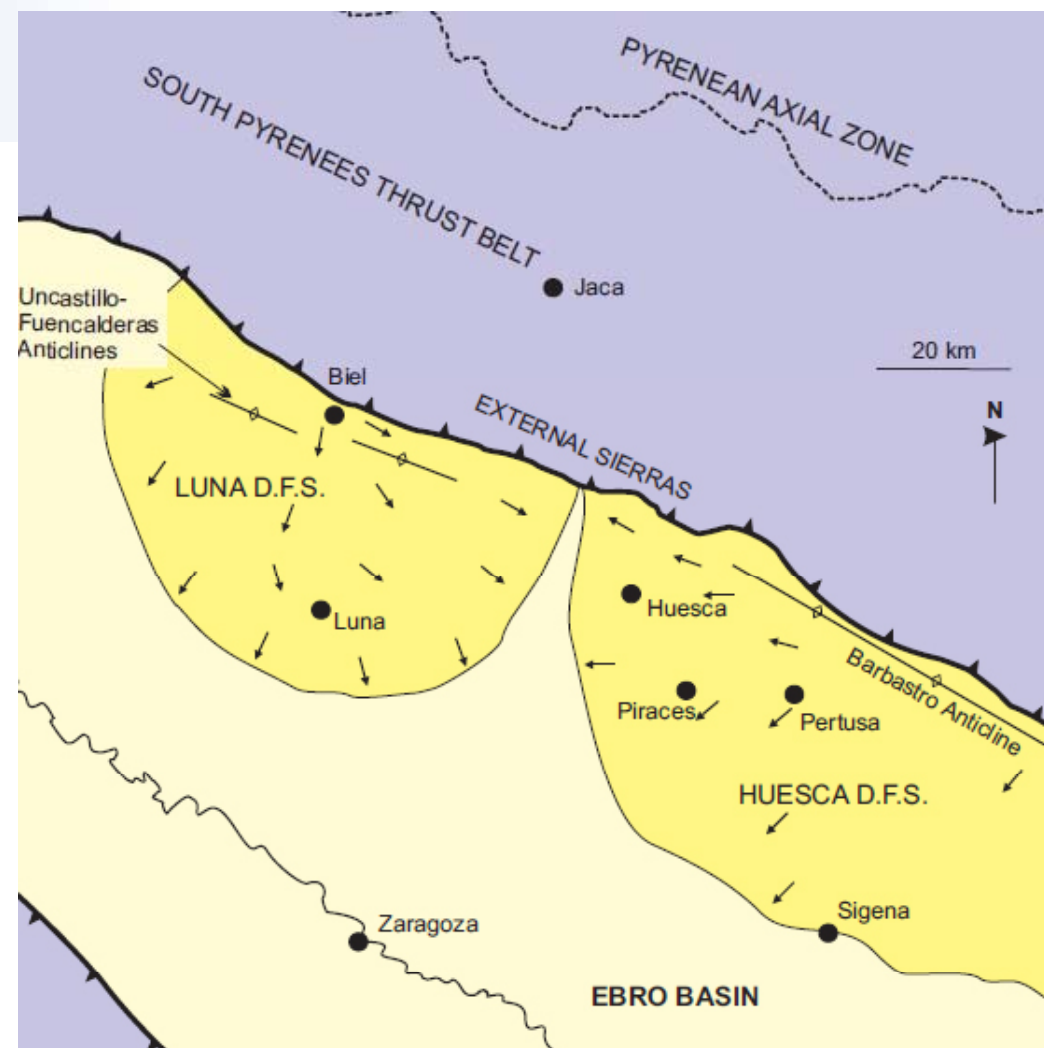 PYRENEAN AXIAL ZONE
SOUTH PYRENEES THRUST BELT
Jaca
Uncastillo-
Fuencalderas
Anticlines
20 km
Biel
N
EXTERNAL SIERRAS
LUNA D.F.S.
Huesca
Luna
Barbastro Anticline
Piraces
Pertusa
HUESCA D.F.S.
Sigena
Zaragoza
EBRO BASIN